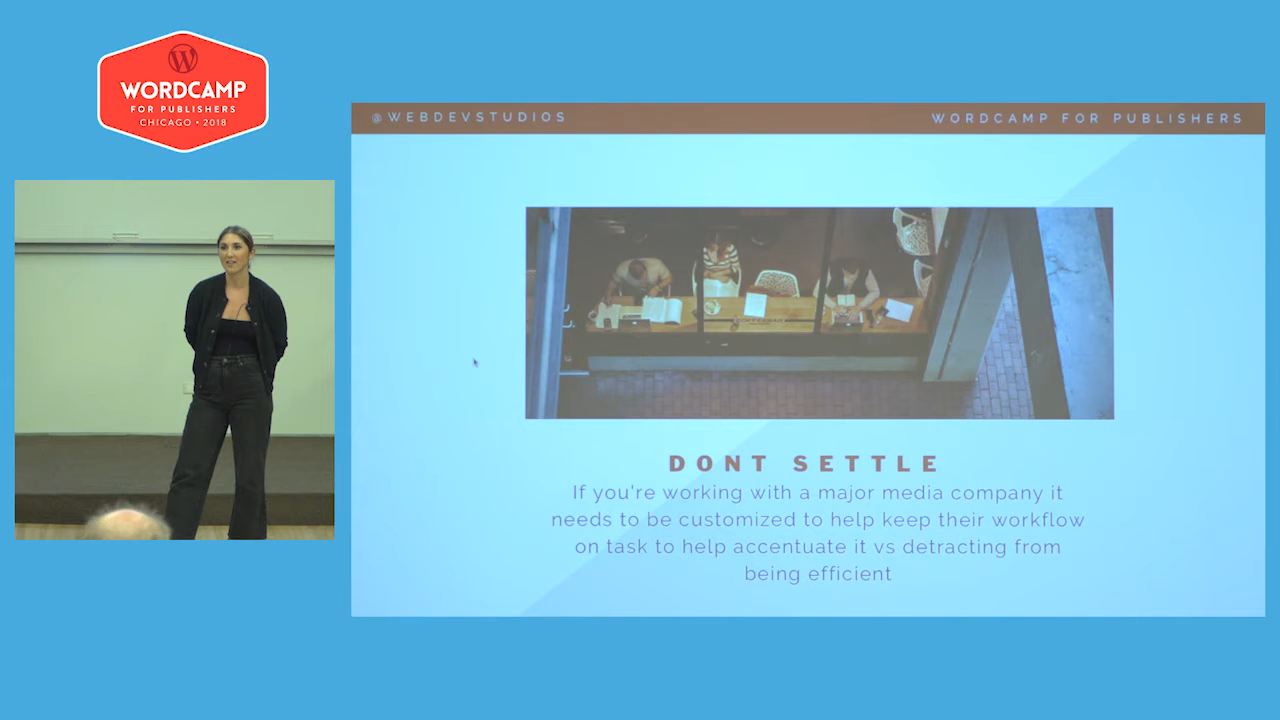 WORDCAMP
FOR PUBLISHERS
CHICAGO • 2018
@WEBDEVSTUDIOS
WORDCAMP FOR PUBLISHERS
DONT SETTLE
If you're working with a major media company it
needs to be customized to help keep their workflow
on task to help accentuate it vs detracting from
being efficient